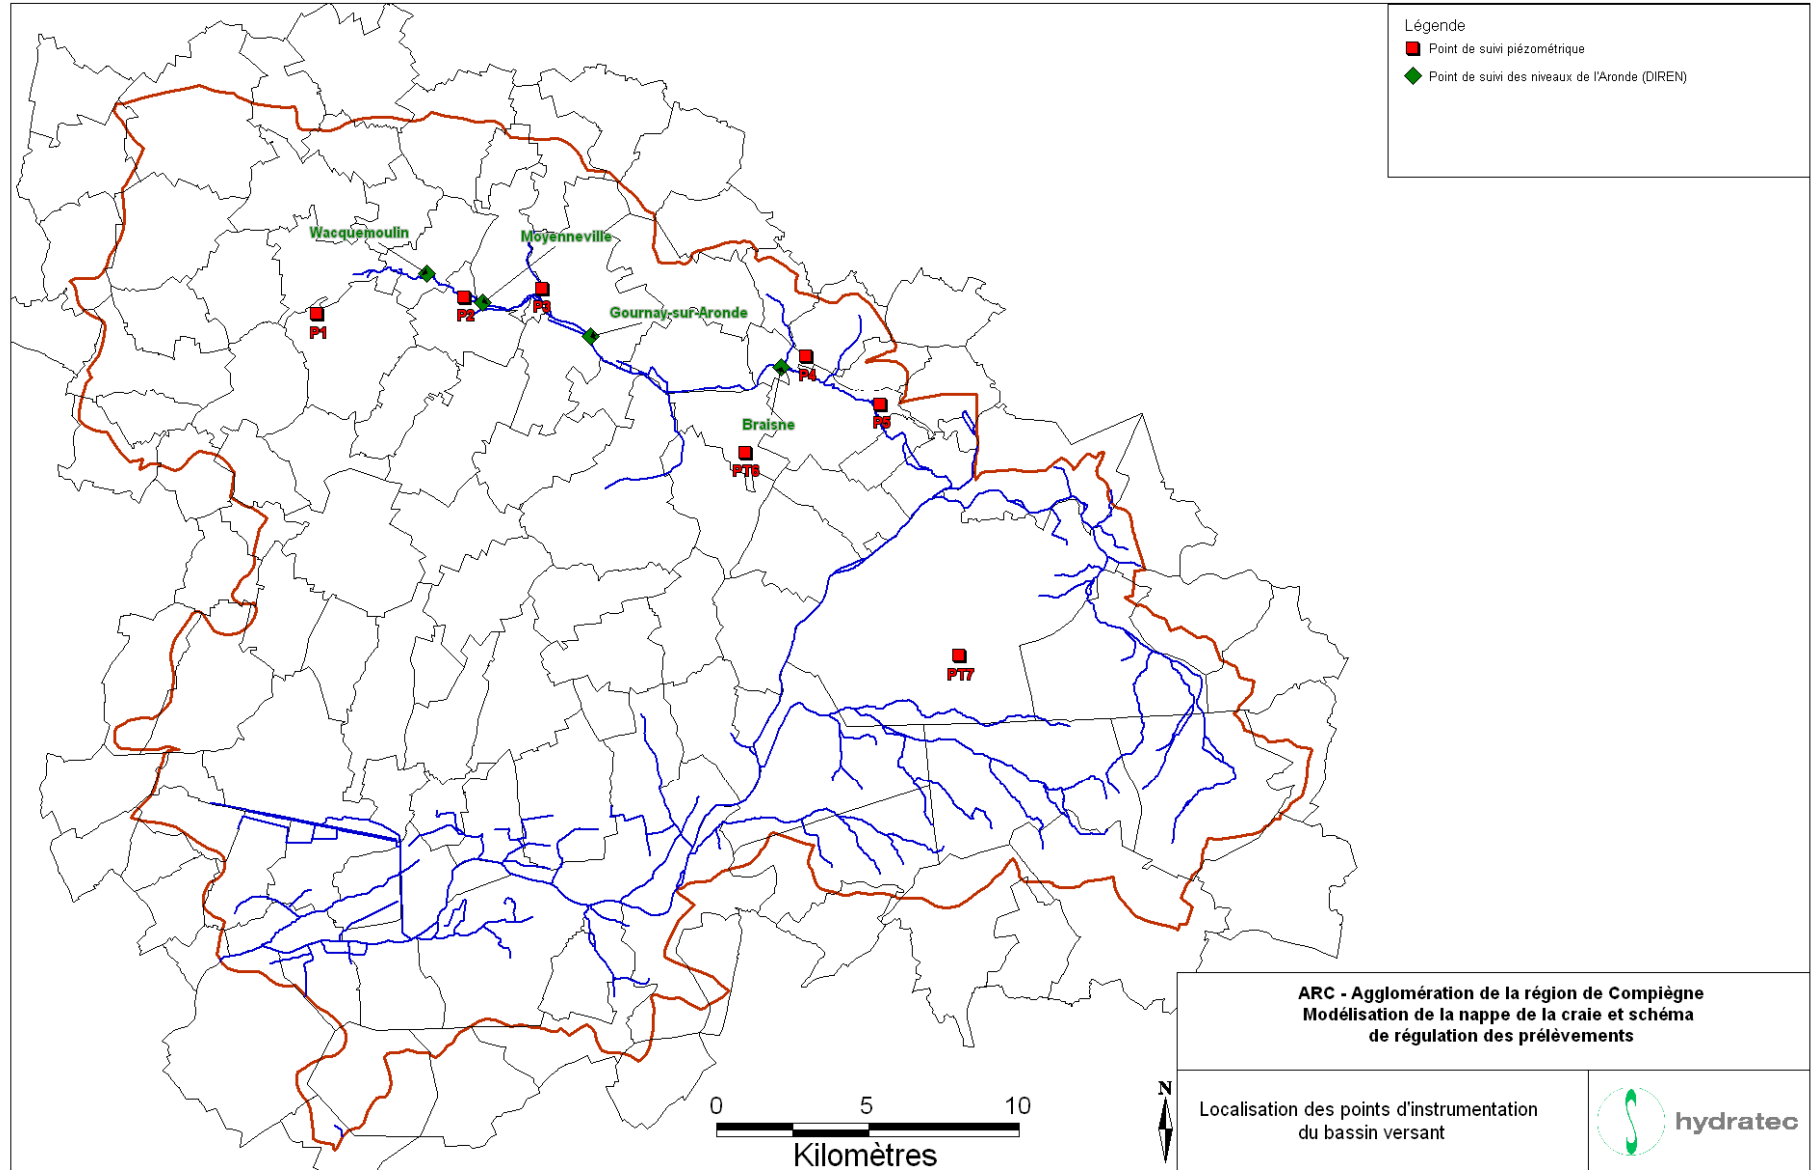 Légende
Point de suivi piézométrique
Point de suivi des niveaux de l'Aronde (DIREN)
Wacquemoulin
Moyenneville
P1
P2
P3
Gournay-sur-Aronde
P4
P5
Braisne
PT6
PT7
0 5 10
Kilomètres
N
ARC - Agglomération de la région de Compiègne
Modélisation de la nappe de la craie et schéma
de régulation des prélèvements
Localisation des points d'instrumentation
du bassin versant
hydratec